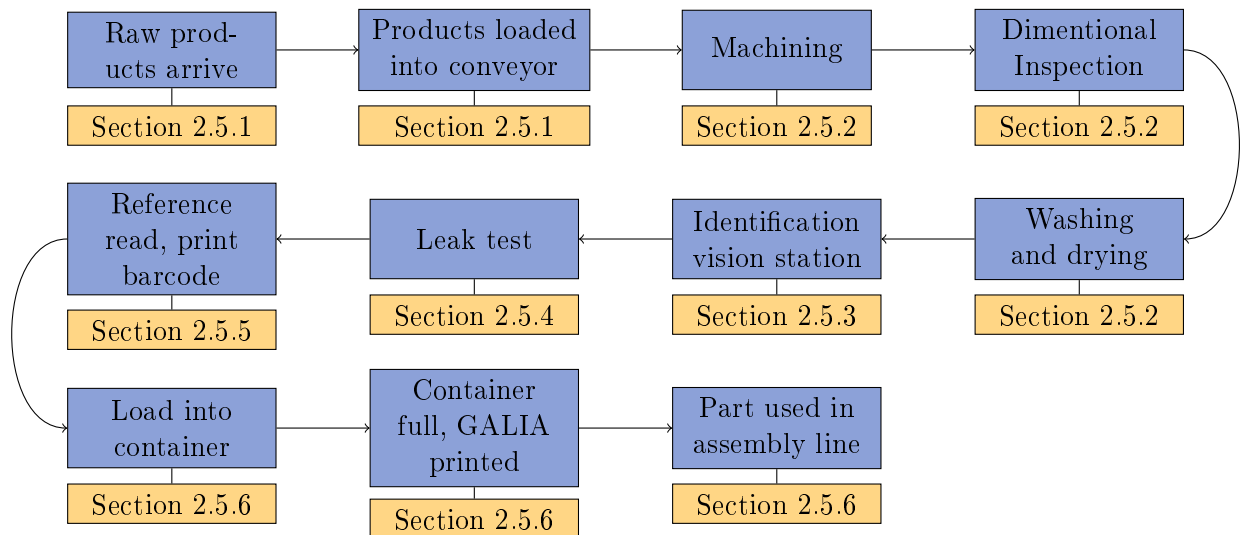 Raw prod-
ucts arrive
Section 2.5.1
Products loaded
into conveyor
Section 2.5.1
Machining
Section 2.5.2
Dimentional
Inspection
Section 2.5.2
Washing
and drying
Section 2.5.2
Identification
vision station
Section 2.5.3
Leak test
Section 2.5.4
Reference
read, print
barcode
Section 2.5.5
Load into
container
Section 2.5.6
Container
full, GALIA
printed
Section 2.5.6
Part used in
assembly line
Section 2.5.6